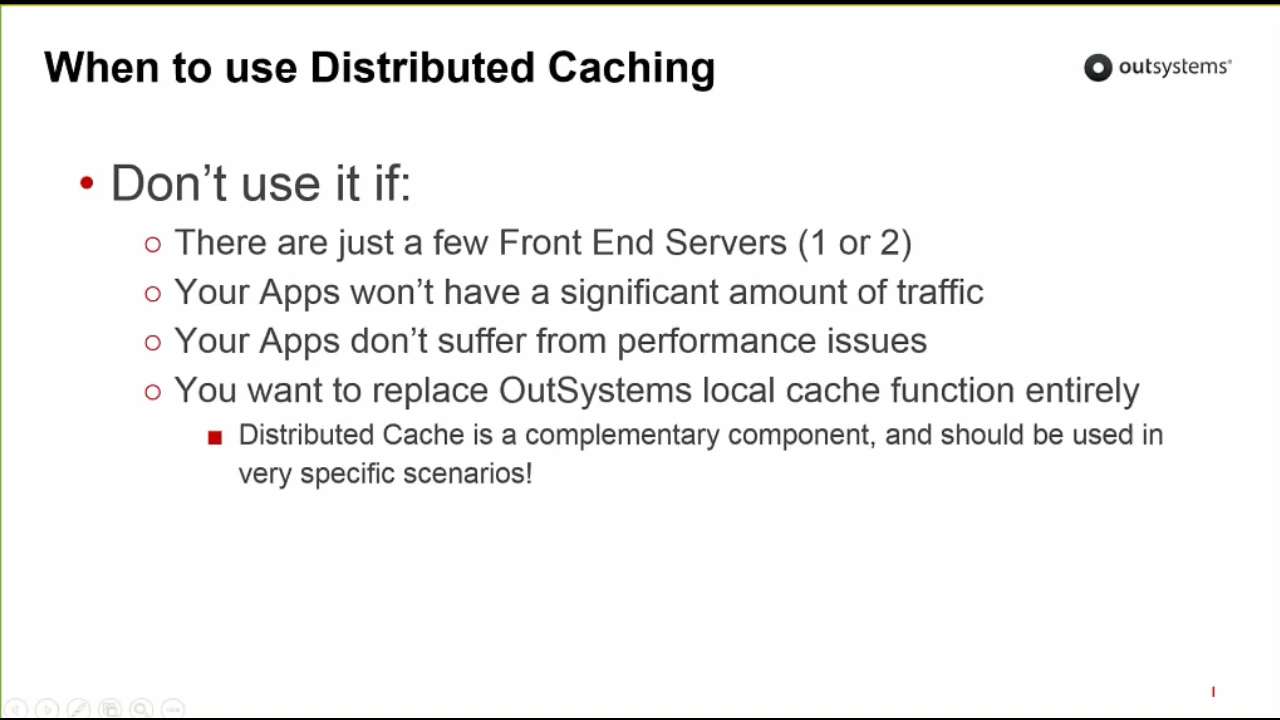 When to use Distributed Caching
outsystems®
• Don’t use it if:
○ There are just a few Front End Servers (1 or 2)
○ Your Apps won’t have a significant amount of traffic
○ Your Apps don’t suffer from performance issues
○ You want to replace OutSystems local cache function entirely
■ Distributed Cache is a complementary component, and should be used in
very specific scenarios!